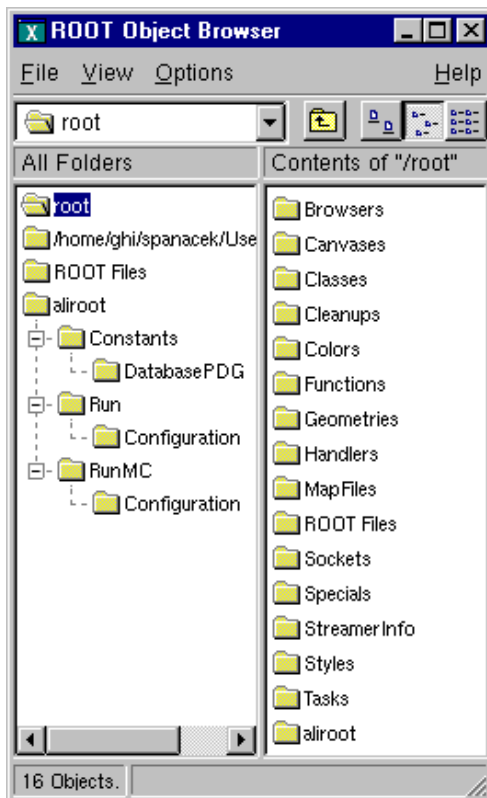 ROOT Object Browser
File View Options Help
root
All Folders
Contents of "/root"
root
/home/ghi/spanacek/Use
ROOT Files
aliroot
Constants
DatabasePDG
Run
Configuration
RunMC
Configuration
Browsers
Canvases
Classes
Cleanups
Colors
Functions
Geometries
Handlers
MapFiles
ROOT Files
Sockets
Specials
StreamerInfo
Styles
Tasks
aliroot
16 Objects.